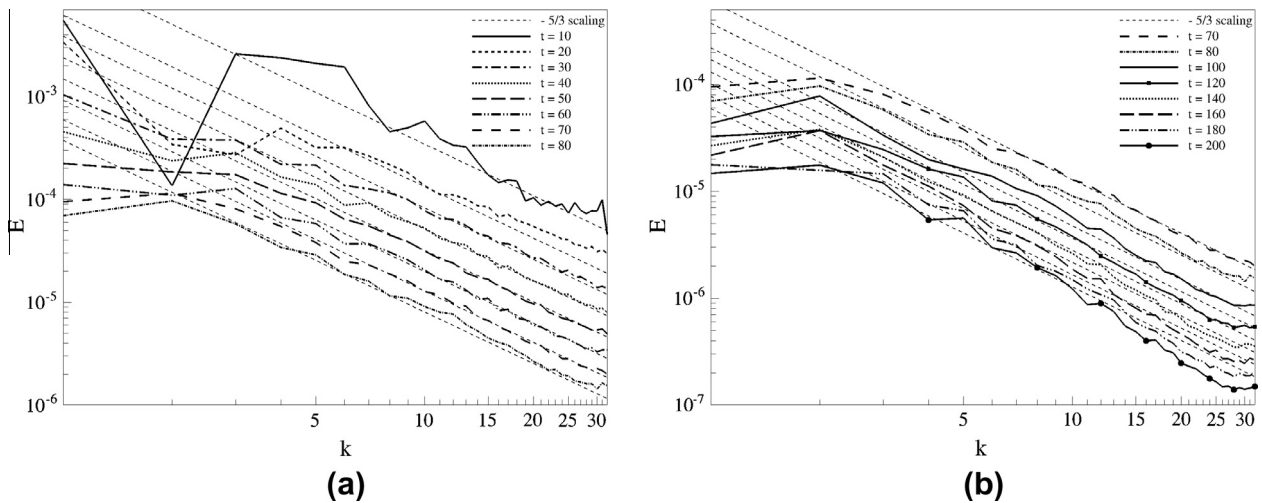 - 5/3 scaling
t = 10
t = 20
t = 30
t = 40
t = 50
t = 60
t = 70
t = 80
10-3
10-4
10-5
10-6
E
5 10 15 20 25 30
k
(a)
- 5/3 scaling
t = 70
t = 80
t = 100
t = 120
t = 140
t = 160
t = 180
t = 200
10-4
10-5
10-6
10-7
E
5 10 15 20 25 30
k
(b)